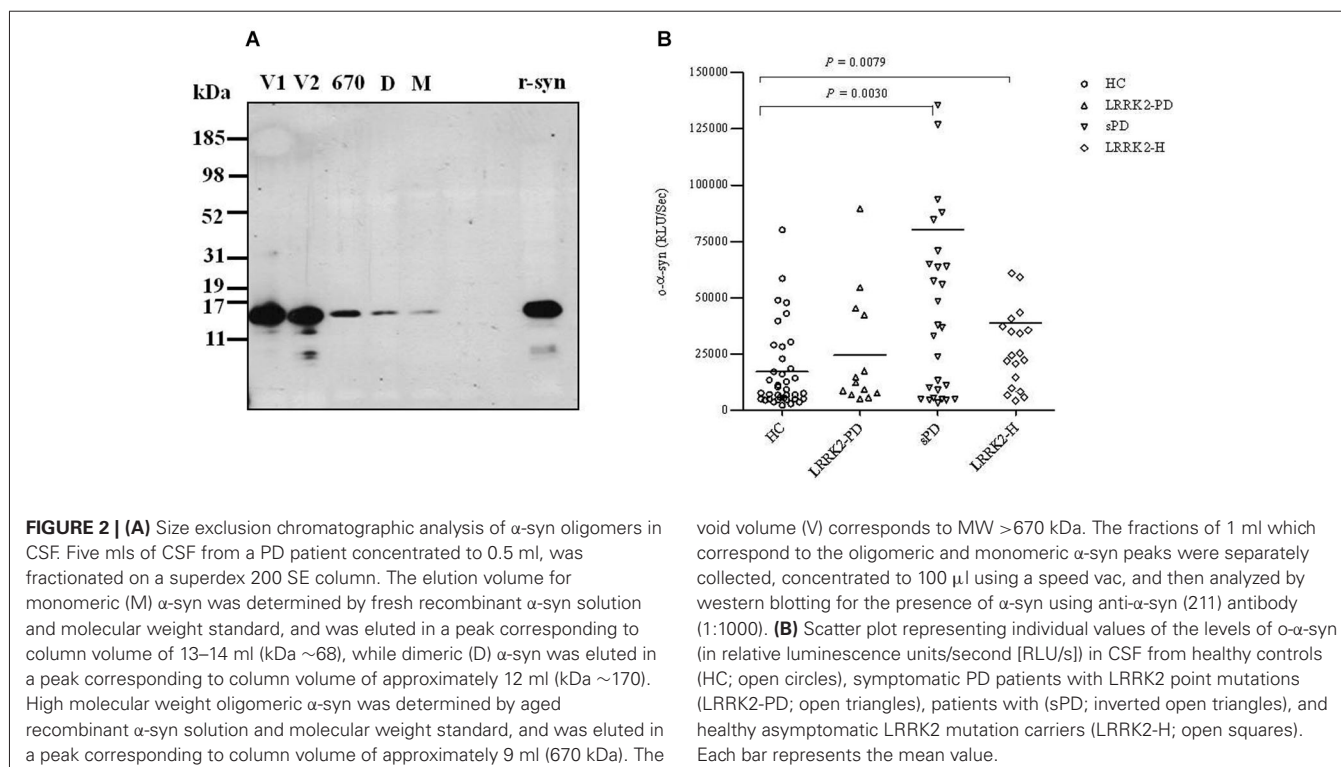 A
V1 V2 670 D M r-syn
kDa
185
98
52
31
19
17
11
B
P = 0.0079
P = 0.0030
150000
125000
100000
75000
50000
25000
0
o-α-syn (RLU/Sec)
HC
LRRK2-PD
sPD
LRRK2-H
HC
LRRK2-PD
sPD
LRRK2-H
FIGURE 2 | (A) Size exclusion chromatographic analysis of α-syn oligomers in
CSF. Five mls of CSF from a PD patient concentrated to 0.5 ml, was
fractionated on a superdex 200 SE column. The elution volume for
monomeric (M) α-syn was determined by fresh recombinant α-syn solution
and molecular weight standard, and was eluted in a peak corresponding to
column volume of 13–14 ml (kDa ∼68), while dimeric (D) α-syn was eluted in
a peak corresponding to column volume of approximately 12 ml (kDa ∼170).
High molecular weight oligomeric α-syn was determined by aged
recombinant α-syn solution and molecular weight standard, and was eluted in
a peak corresponding to column volume of approximately 9 ml (670 kDa). The
void volume (V) corresponds to MW >670 kDa. The fractions of 1 ml which
correspond to the oligomeric and monomeric α-syn peaks were separately
collected, concentrated to 100 μl using a speed vac, and then analyzed by
western blotting for the presence of α-syn using anti-α-syn (211) antibody
(1:1000). (B) Scatter plot representing individual values of the levels of o-α-syn
(in relative luminescence units/second [RLU/s]) in CSF from healthy controls
(HC; open circles), symptomatic PD patients with LRRK2 point mutations
(LRRK2-PD; open triangles), patients with (sPD; inverted open triangles), and
healthy asymptomatic LRRK2 mutation carriers (LRRK2-H; open squares).
Each bar represents the mean value.